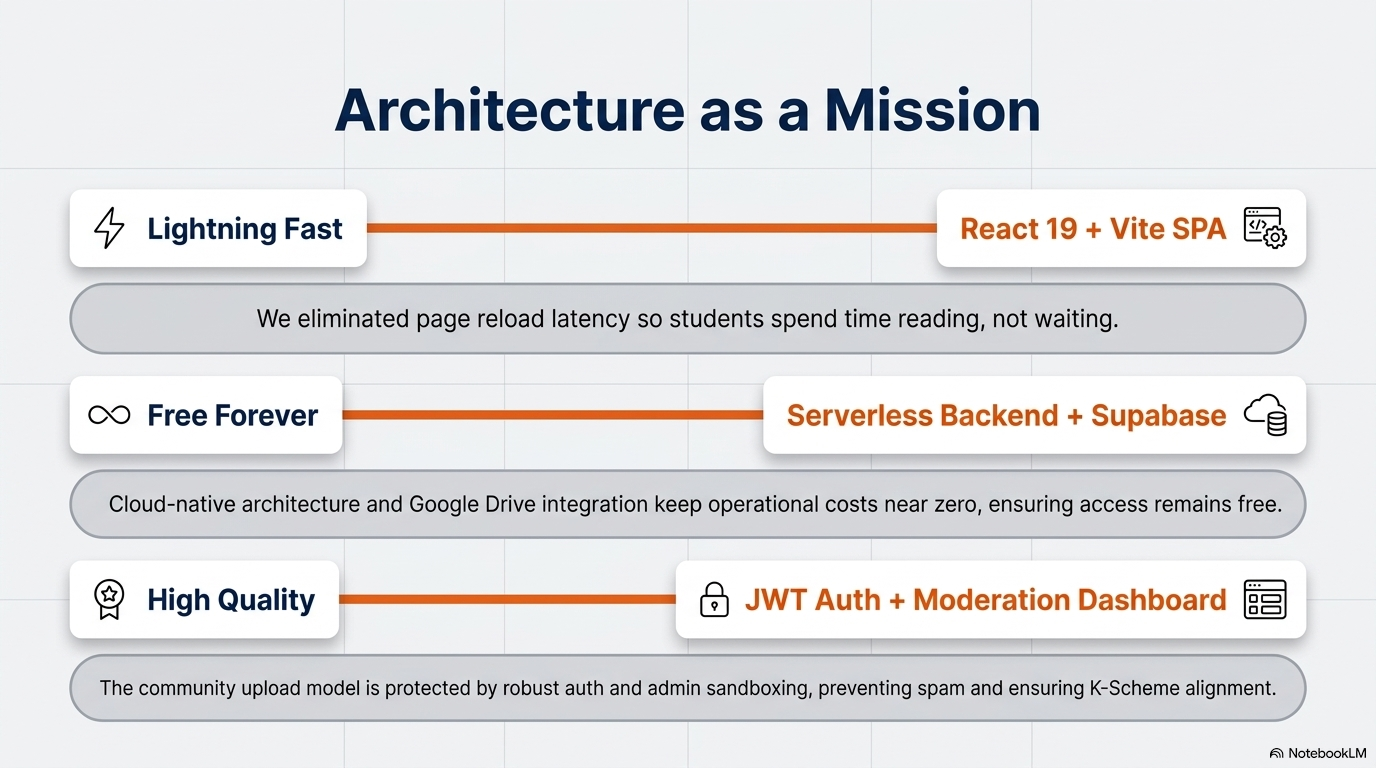 Architecture as a Mission
Lightning Fast
React 19 + Vite SPA
We eliminated page reload latency so students spend time reading, not waiting.
Free Forever
Serverless Backend + Supabase
Cloud-native architecture and Google Drive integration keep operational costs near zero, ensuring access remains free.
High Quality
JWT Auth + Moderation Dashboard
The community upload model is protected by robust auth and admin sandboxing, preventing spam and ensuring K-Scheme alignment.
NotebookLM